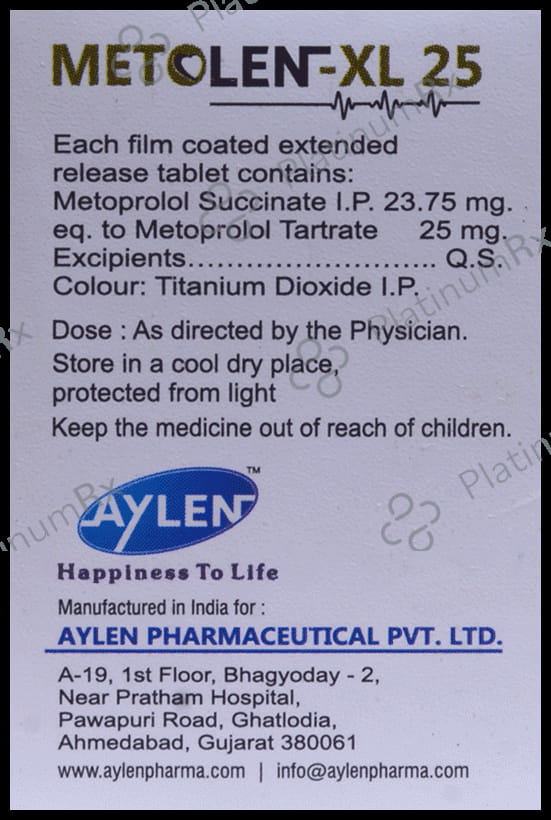 METOLEN-XL 25
Each film coated extended
release tablet contains:
Metoprolol Succinate I.P. 23.75 mg.
eq. to Metoprolol Tartrate 25 mg.
Excipients........................... Q.S.
Colour: Titanium Dioxide I.P.
Dose : As directed by the Physician.
Store in a cool dry place,
protected from light
Keep the medicine out of reach of children.
AYLEN™
Happiness To Life
Manufactured in India for :
AYLEN PHARMACEUTICAL PVT. LTD.
A-19, 1st Floor, Bhagyoday - 2,
Near Pratham Hospital,
Pawapuri Road, Ghatlodia,
Ahmedabad, Gujarat 380061
www.aylenpharma.com | info@aylenpharma.com
PlatinumRx
PlatinumRx
PlatinumRx